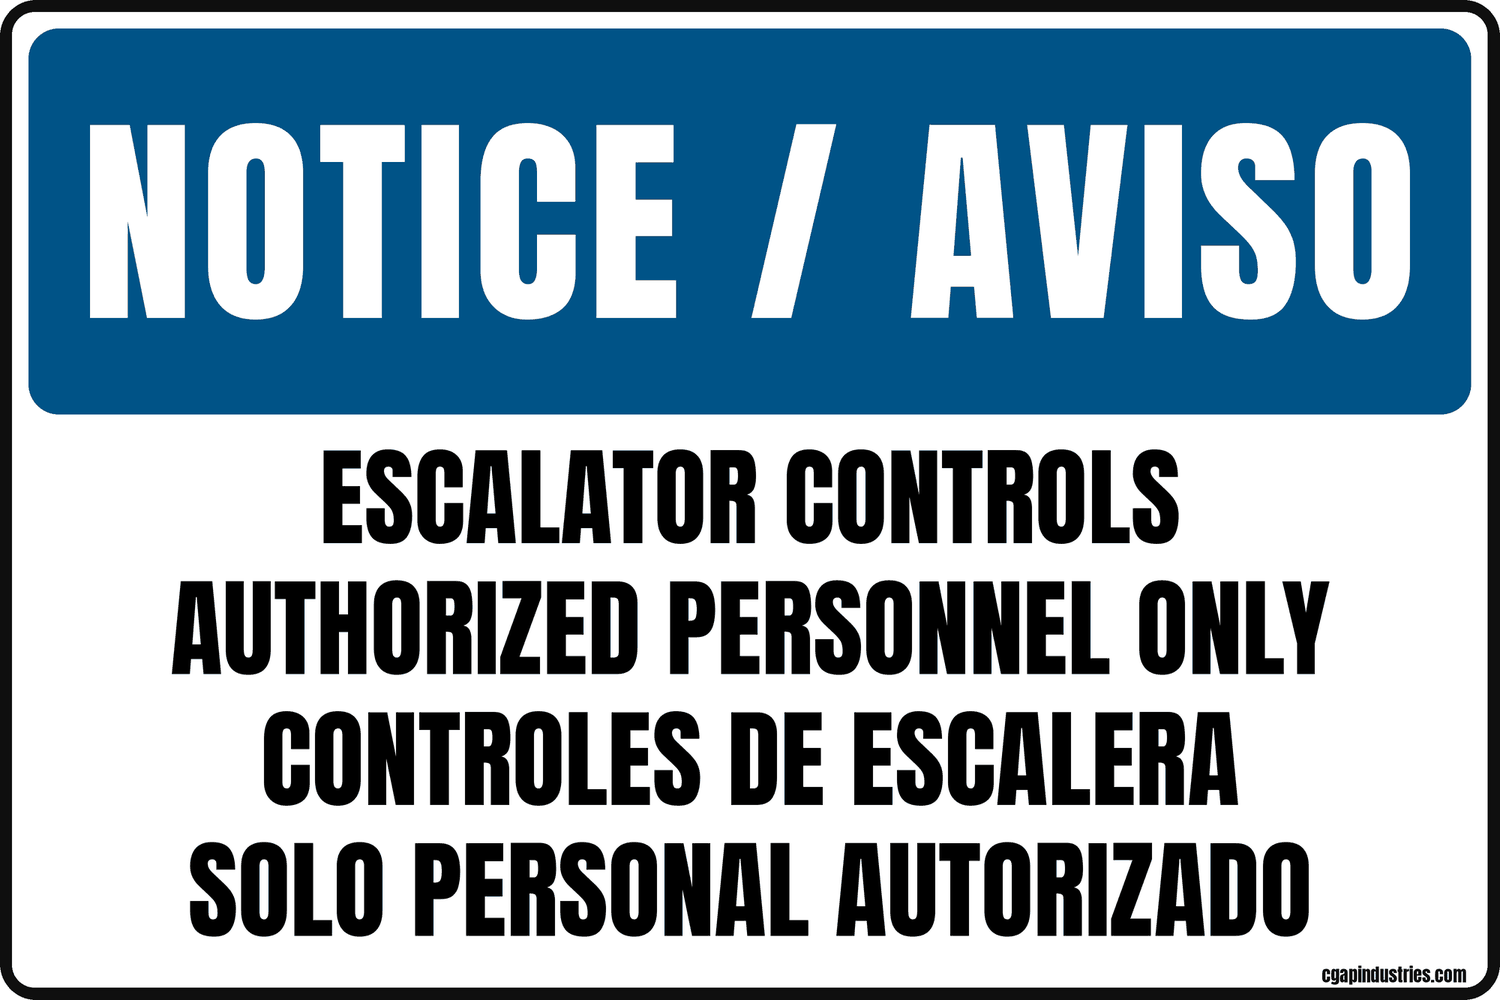 NOTICE / AVISO
ESCALATOR CONTROLS
AUTHORIZED PERSONNEL ONLY
CONTROLES DE ESCALERA
SOLO PERSONAL AUTORIZADO
cgapindustries.com